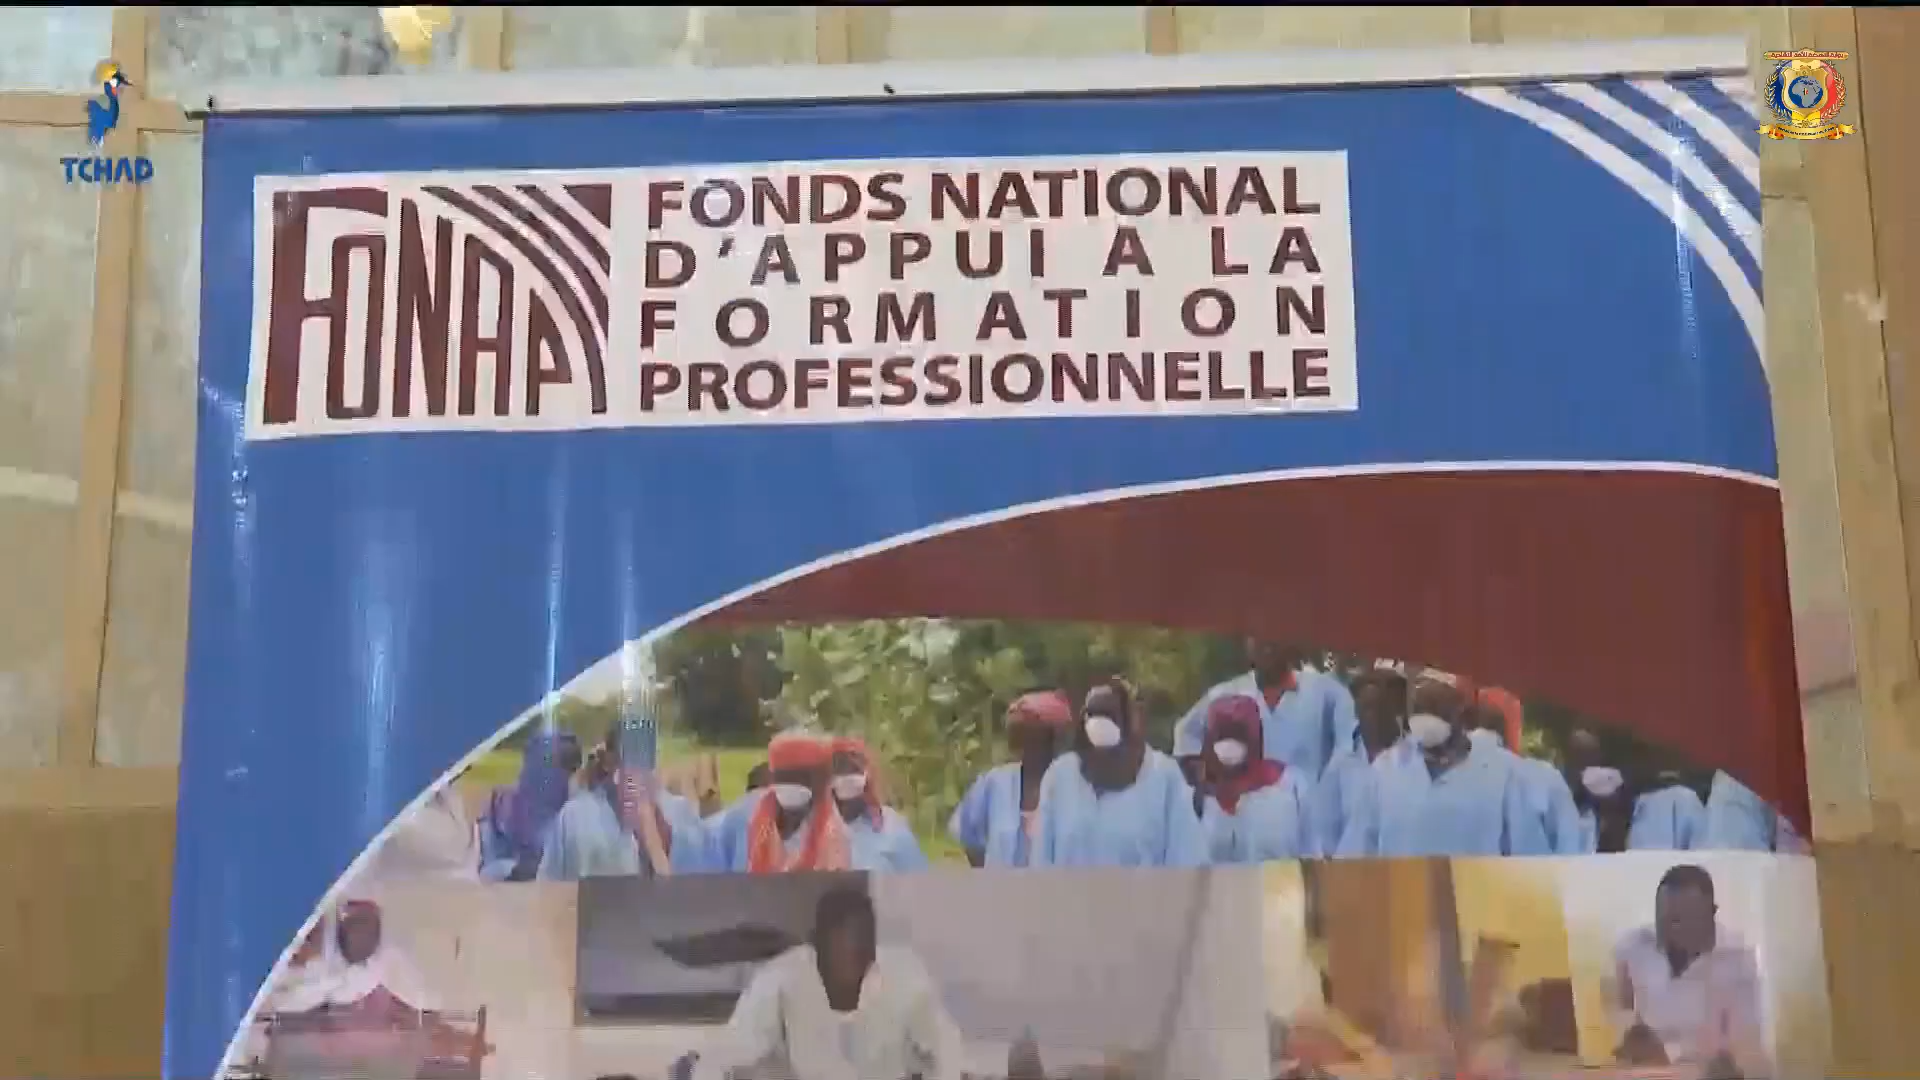 TCHAD
FONAP
FONDS NATIONAL
D'APPUI A LA
FORMATION
PROFESSIONNELLE